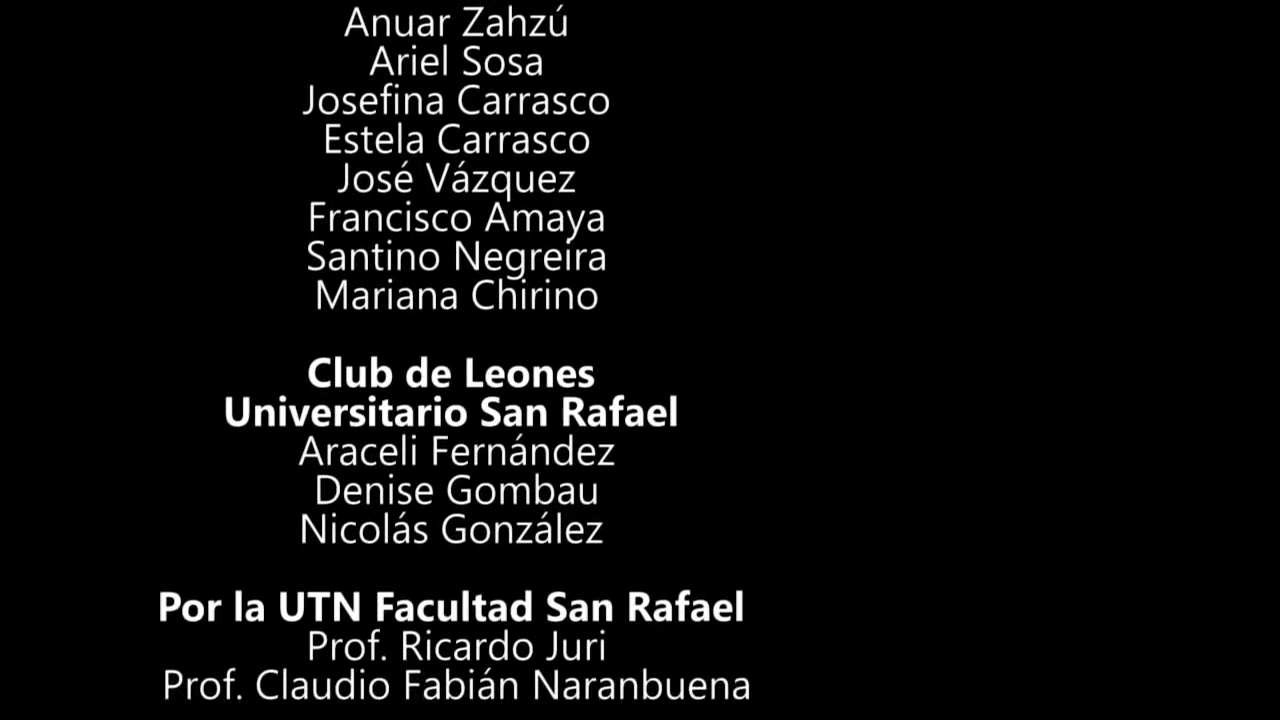 Anuar Zahzú
Ariel Sosa
Josefina Carrasco
Estela Carrasco
José Vázquez
Francisco Amaya
Santino Negreira
Mariana Chirino
Club de Leones
Universitario San Rafael
Araceli Fernández
Denise Gombau
Nicolás González
Por la UTN Facultad San Rafael
Prof. Ricardo Juri
Prof. Claudio Fabián Naranbuena